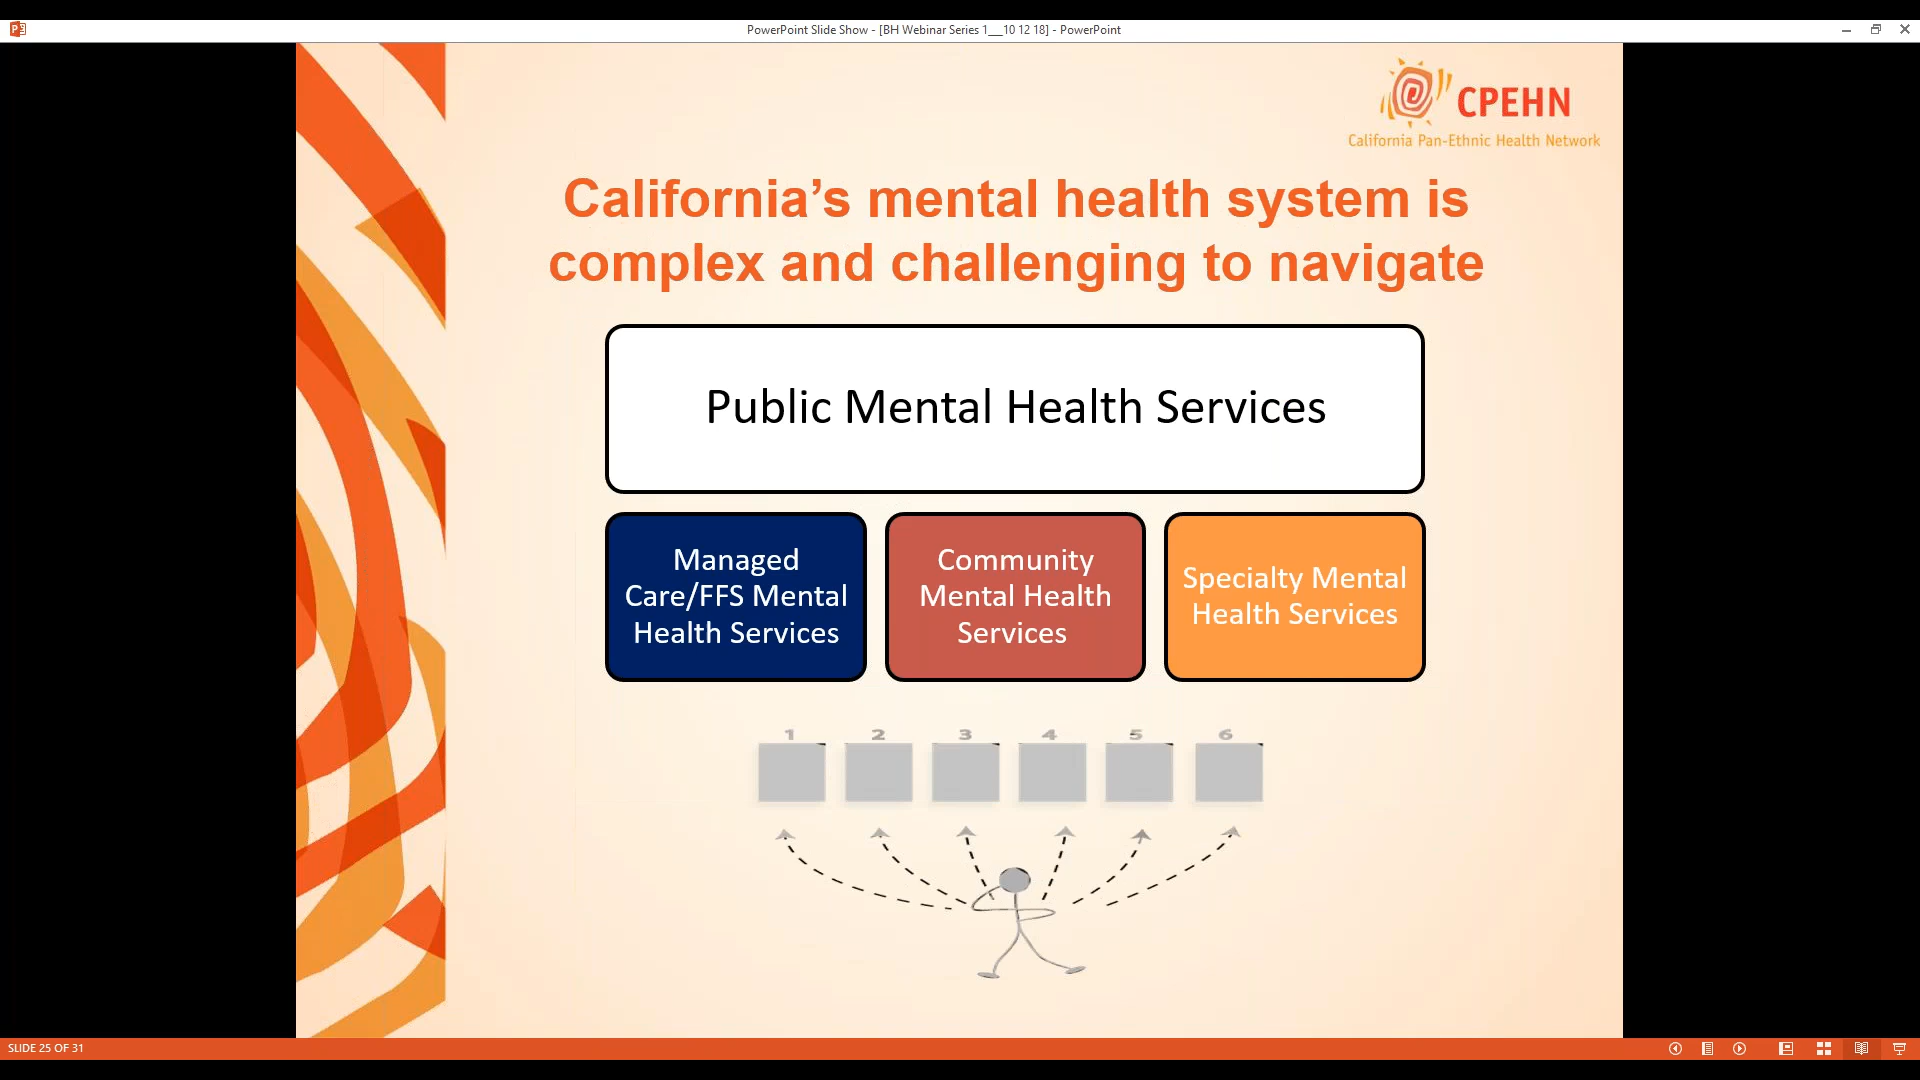 PowerPoint Slide Show - [BH Webinar Series 1___10 12 18] - PowerPoint
CPEHN
California Pan-Ethnic Health Network
California’s mental health system is
complex and challenging to navigate
Public Mental Health Services
Managed
Care/FFS Mental
Health Services
Community
Mental Health
Services
Specialty Mental
Health Services
1 2 3 4 5 6
SLIDE 25 OF 31